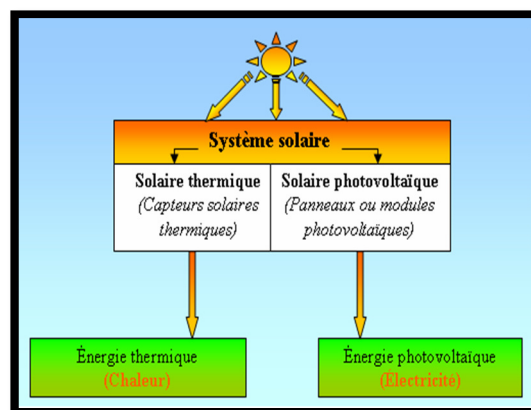 Système solaire
Solaire thermique
(Capteurs solaires
thermiques)
Solaire photovoltaïque
(Panneaux ou modules
photovoltaïques)
Énergie thermique
(Chaleur)
Énergie photovoltaïque
(Électricité)